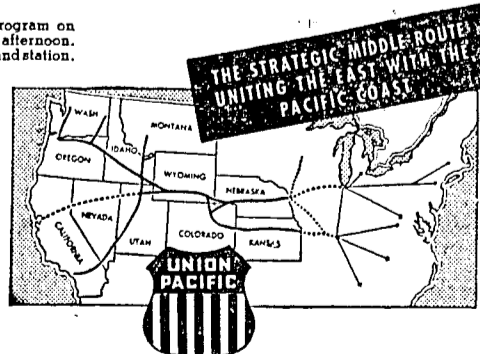 rogram on
afternoon.
and station.
THE STRATEGIC MIDDLE ROUTE,
UNITING THE EAST WITH THE
PACIFIC COAST
WASH
MONTANA
OREGON
IDAHO
WYOMING
NEBRASKA
NEVADA
CALIFORNIA
UTAH
COLORADO
KANSAS
UNION
PACIFIC